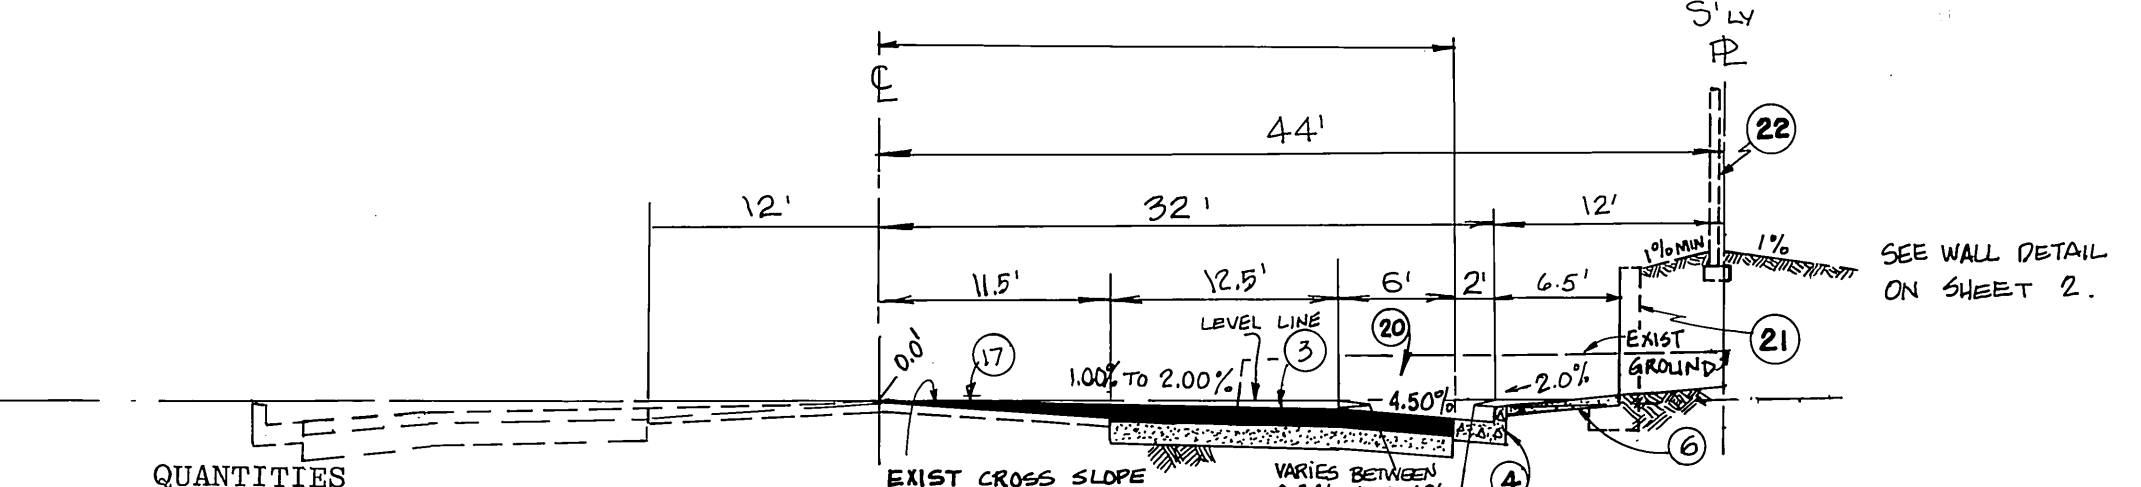 S'LY
PL
CL
44'
22
12'
32'
12'
1% MIN
1%
SEE WALL DETAIL
ON SHEET 2.
11.5'
12.5'
6'
2'
6.5'
LEVEL LINE
20
21
0.0'
17
3
EXIST
GROUND
1.00% TO 2.00%
4.50%
2.0%
6
QUANTITIES
EXIST CROSS SLOPE
VARIES BETWEEN
4